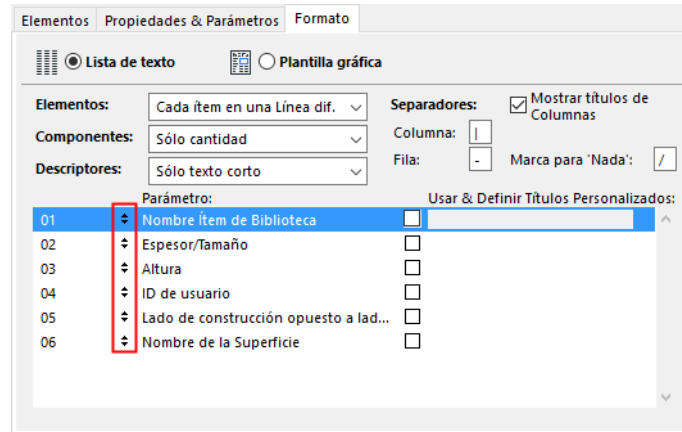 Elementos Propiedades & Parámetros Formato
Lista de texto Plantilla gráfica
Elementos: Cada ítem en una Línea dif. Separadores: Mostrar títulos de Columnas
Componentes: Sólo cantidad Columna: |
Descriptores: Sólo texto corto Fila: - Marca para 'Nada': /
Parámetro: Usar & Definir Títulos Personalizados:
01 Nombre Ítem de Biblioteca
02 Espesor/Tamaño
03 Altura
04 ID de usuario
05 Lado de construcción opuesto a lad...
06 Nombre de la Superficie